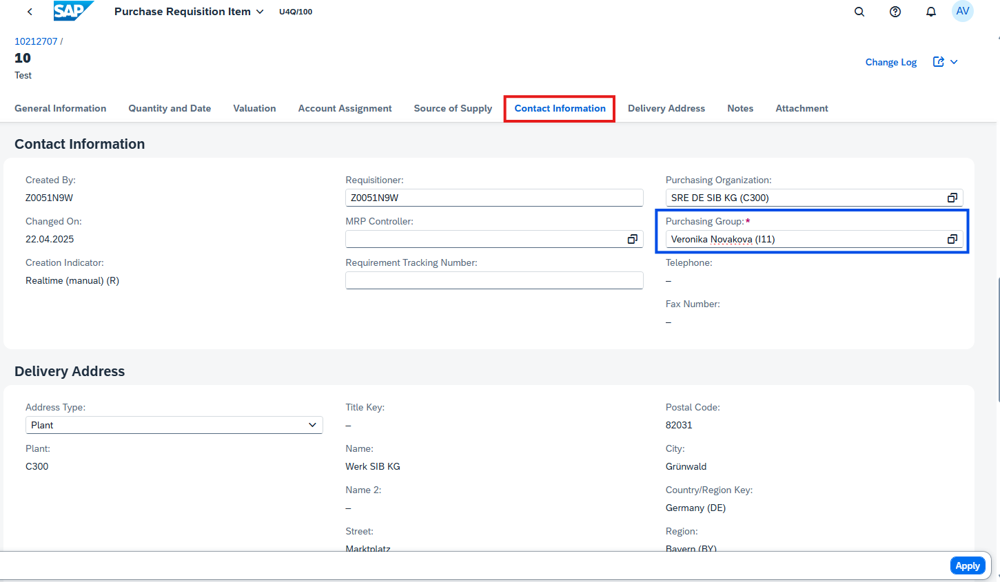 SAP Purchase Requisition Item U4Q/100 AV
10212707 /
10
Test
Change Log
General Information Quantity and Date Valuation Account Assignment Source of Supply Contact Information Delivery Address Notes Attachment
Contact Information
Created By:
Z0051N9W
Changed On:
22.04.2025
Creation Indicator:
Realtime (manual) (R)
Requisitioner:
Z0051N9W
MRP Controller:
Requirement Tracking Number:
Purchasing Organization:
SRE DE SIB KG (C300)
Purchasing Group:*
Veronika Novakova (I11)
Telephone:
–
Fax Number:
–
Delivery Address
Address Type:
Plant
Plant:
C300
Title Key:
–
Name:
Werk SIB KG
Name 2:
–
Street:
Marktplatz
Postal Code:
82031
City:
Grünwald
Country/Region Key:
Germany (DE)
Region:
Bayern (BY)
Apply